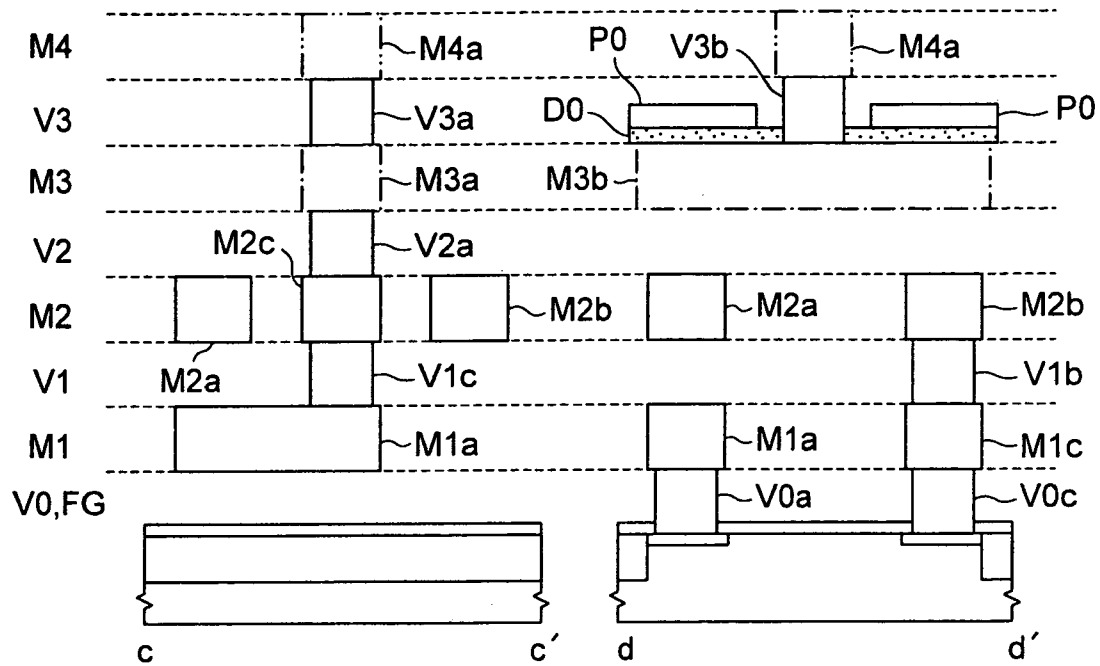 M4 M4a P0 V3b M4a
V3 V3a D0 P0
M3 M3a M3b
V2 M2c V2a
M2 M2b M2a M2b
V1 M2a V1c V1b
M1 M1a M1a M1c
V0,FG V0a V0c
c c´ d d´